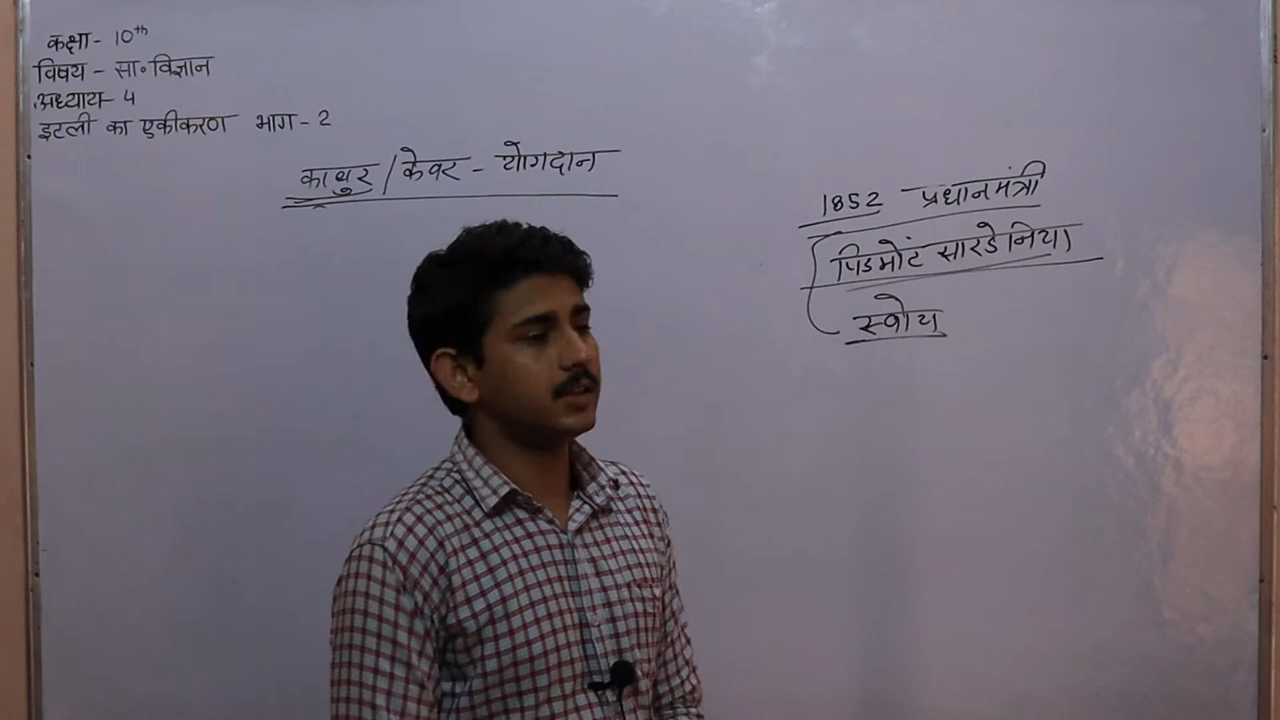 कक्षा- 10th
विषय - सा॰ विज्ञान
अध्याय- 4
इटली का एकीकरण भाग - 2
कावुर / केवर - योगदान
1852 प्रधानमंत्री
पिडमोंट सारडेनिया
स्वोय